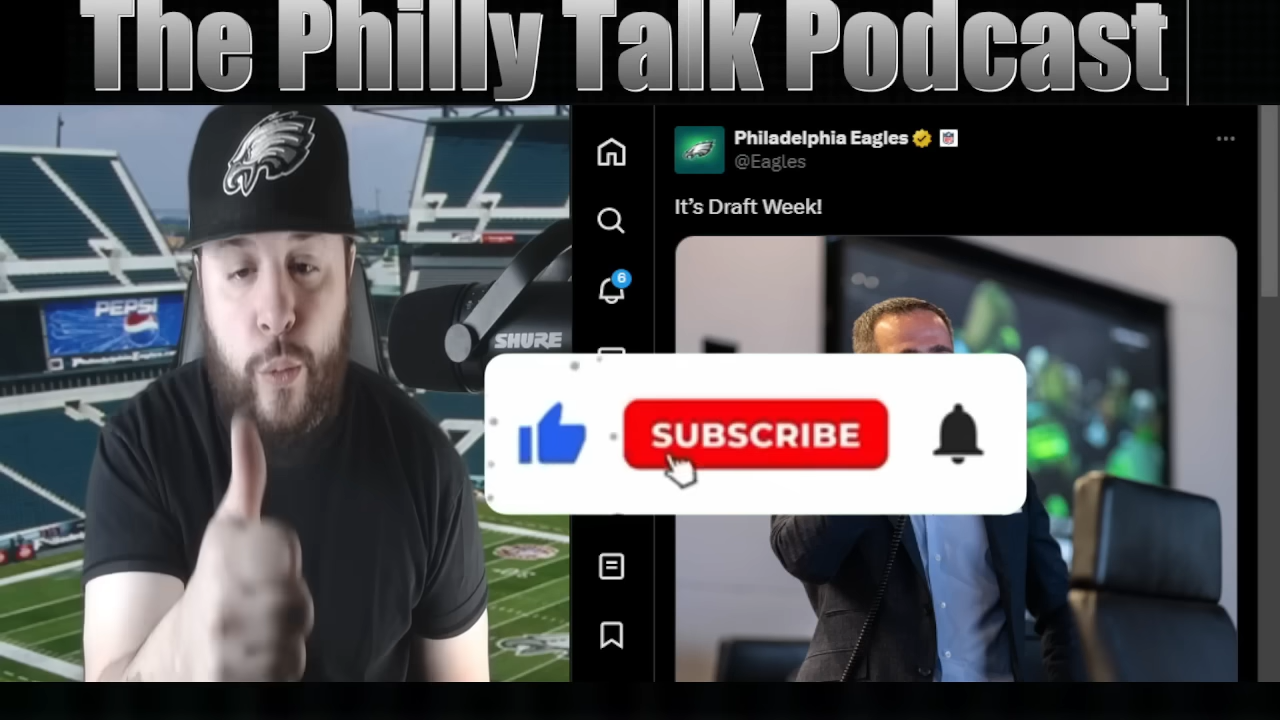 The Philly Talk Podcast
Philadelphia Eagles
@Eagles
It's Draft Week!
6
PEPSI
SHURE
SUBSCRIBE